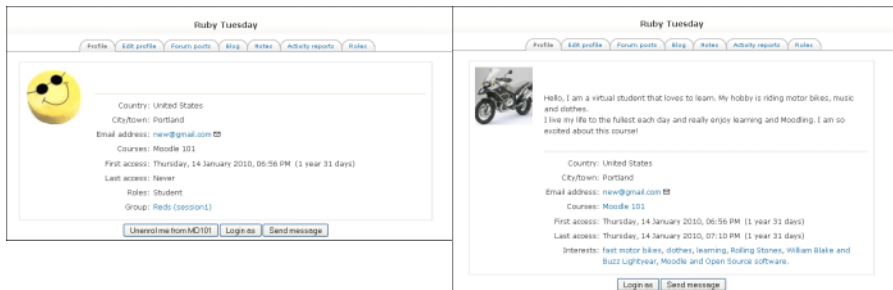 Ruby Tuesday
Profile Edit profile Forum posts Blog Notes Activity reports Roles
Country: United States
City/town: Portland
Email address: new@gmail.com
Courses: Moodle 101
First access: Thursday, 14 January 2010, 06:56 PM (1 year 31 days)
Last access: Never
Roles: Student
Group: Reds (session1)
Unenrol me from MD101 Login as Send message
Ruby Tuesday
Profile Edit profile Forum posts Blog Notes Activity reports Roles
Hello, I am a virtual student that loves to learn. My hobby is riding motor bikes, music
and clothes.
I live my life to the fullest each day and really enjoy learning and Moodling. I am so
excited about this course!
Country: United States
City/town: Portland
Email address: new@gmail.com
Courses: Moodle 101
First access: Thursday, 14 January 2010, 06:56 PM (1 year 31 days)
Last access: Thursday, 14 January 2010, 07:10 PM (1 year 31 days)
Interests: fast motor bikes, clothes, learning, Rolling Stones, William Blake and
Buzz Lightyear, Moodle and Open Source software.
Login as Send message